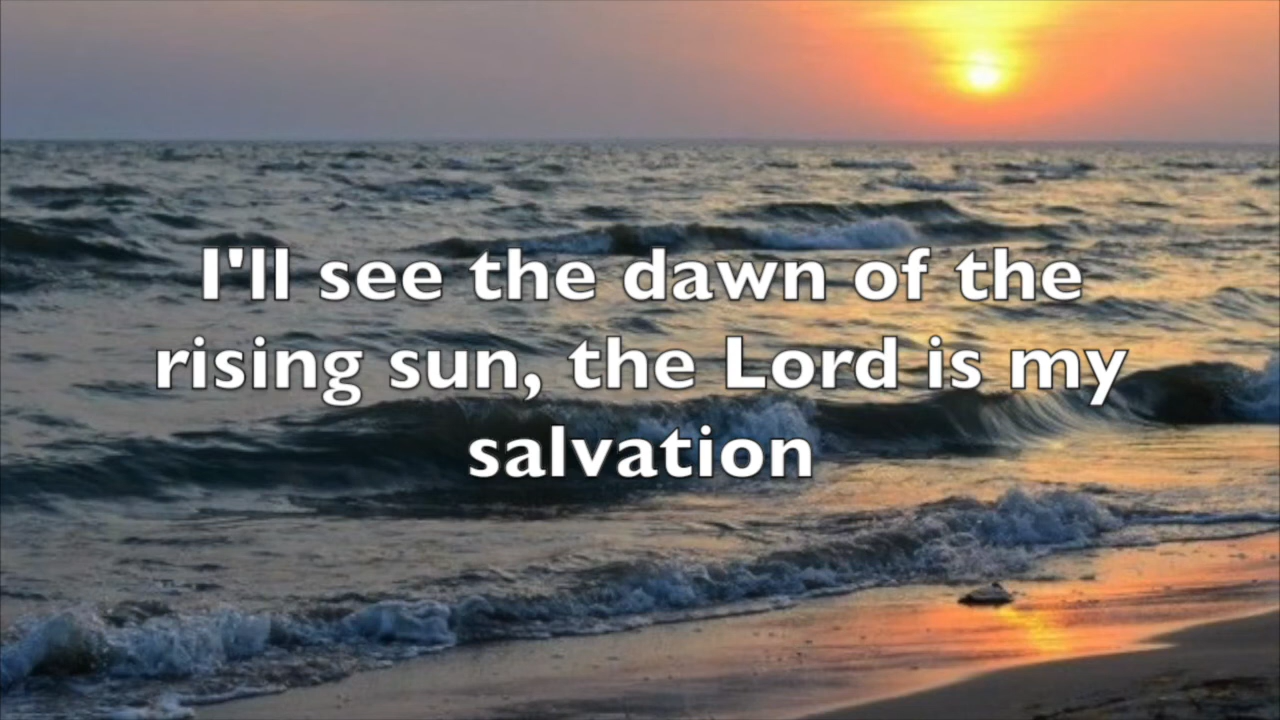 I'll see the dawn of the
rising sun, the Lord is my
salvation